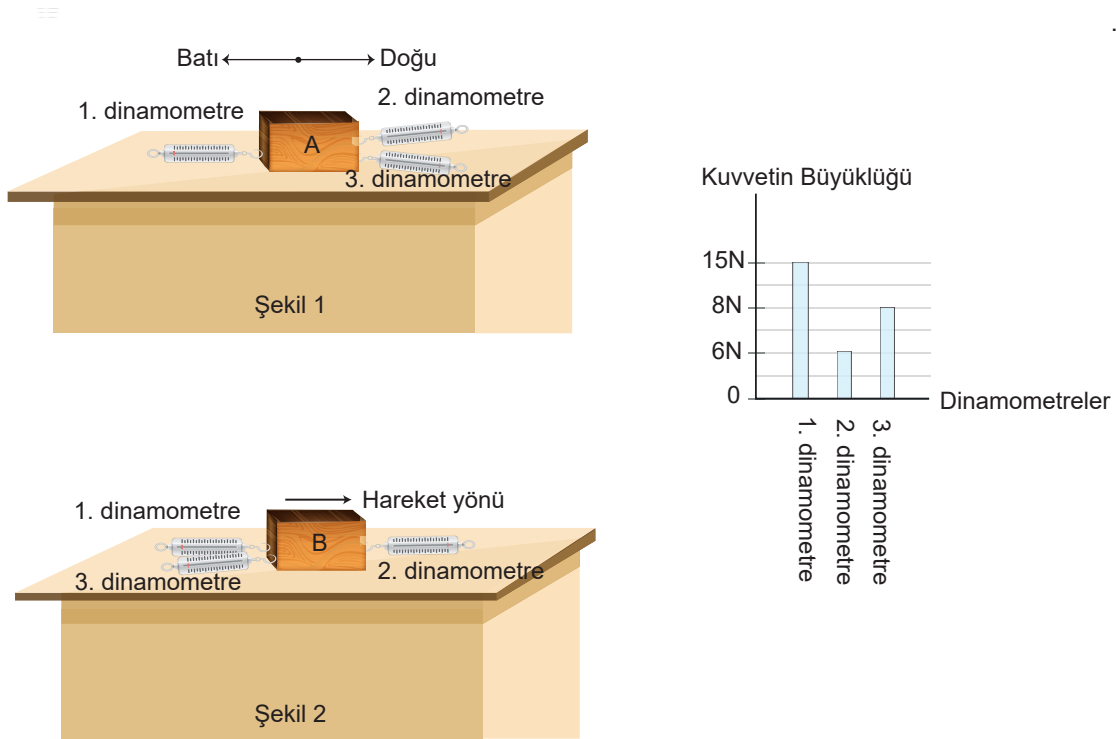 Batı Doğu
1. dinamometre
2. dinamometre
A
3. dinamometre
Şekil 1
Kuvvetin Büyüklüğü
15N
8N
6N
0
Dinamometreler
1. dinamometre
2. dinamometre
3. dinamometre
Hareket yönü
1. dinamometre
B
3. dinamometre
2. dinamometre
Şekil 2